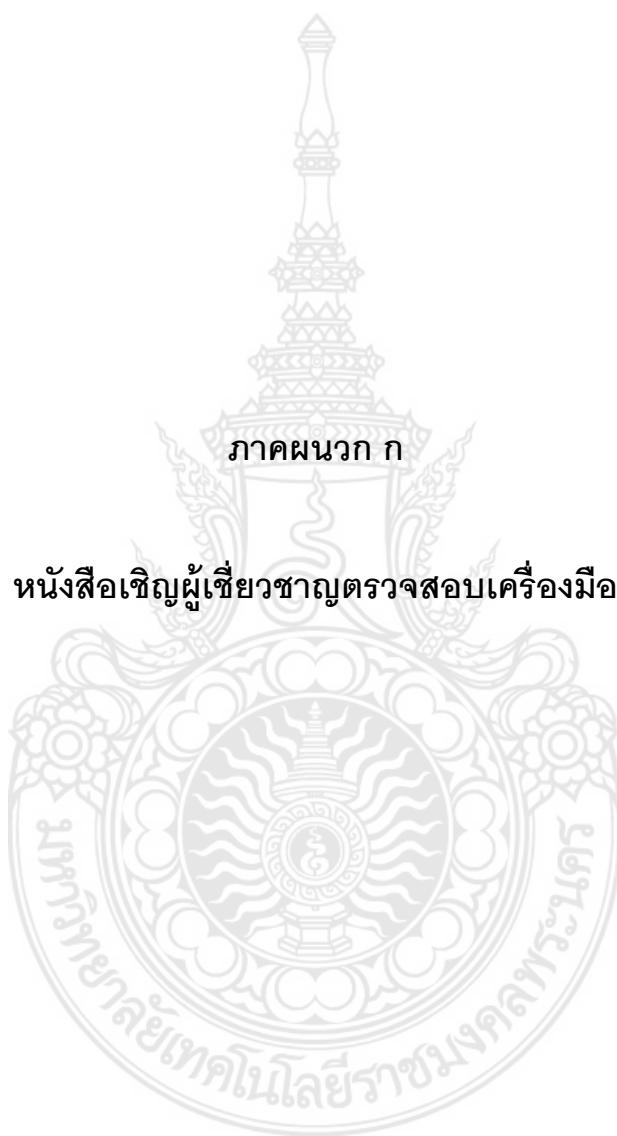 ภาคผนวก ก
หนังสือเชิญผู้เชี่ยวชาญตรวจสอบเครื่องมือ
มหาวิทยาลัยเทคโนโลยีราชมงคลพระนคร